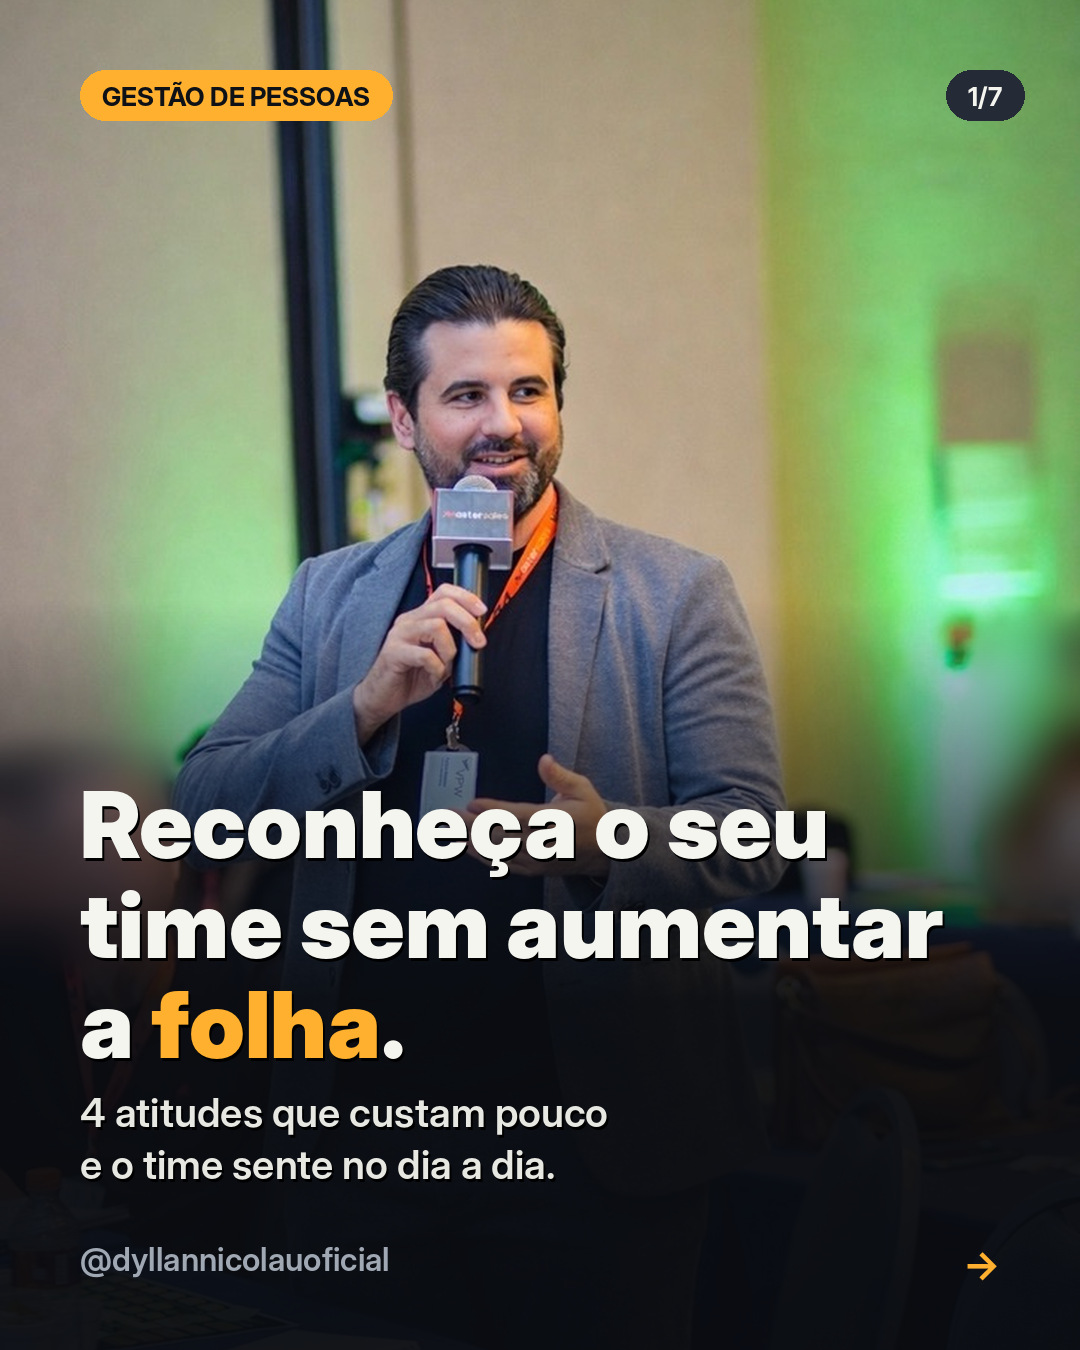 GESTÃO DE PESSOAS
1/7
Reconheça o seu
time sem aumentar
a folha.
4 atitudes que custam pouco
e o time sente no dia a dia.
@dyllannicolauoficial
→